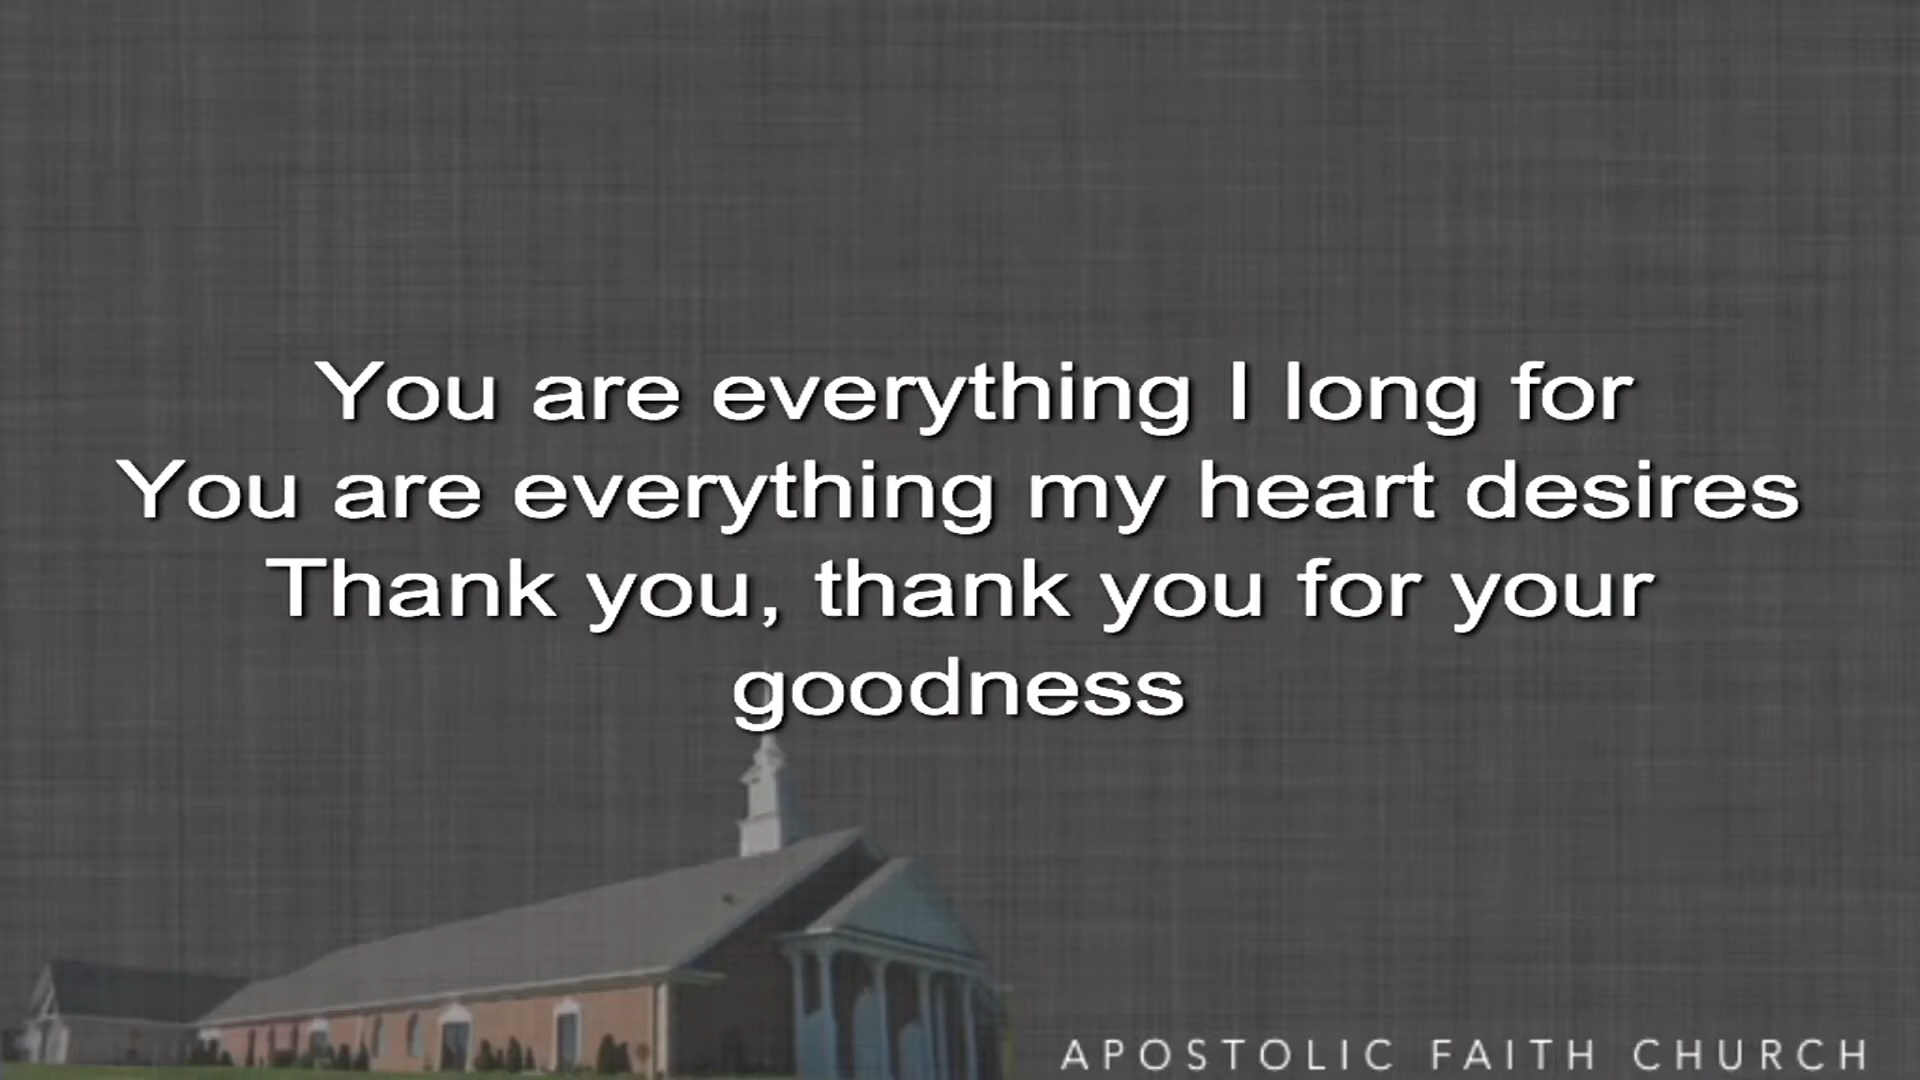 You are everything I long for
You are everything my heart desires
Thank you, thank you for your
goodness
APOSTOLIC FAITH CHURCH